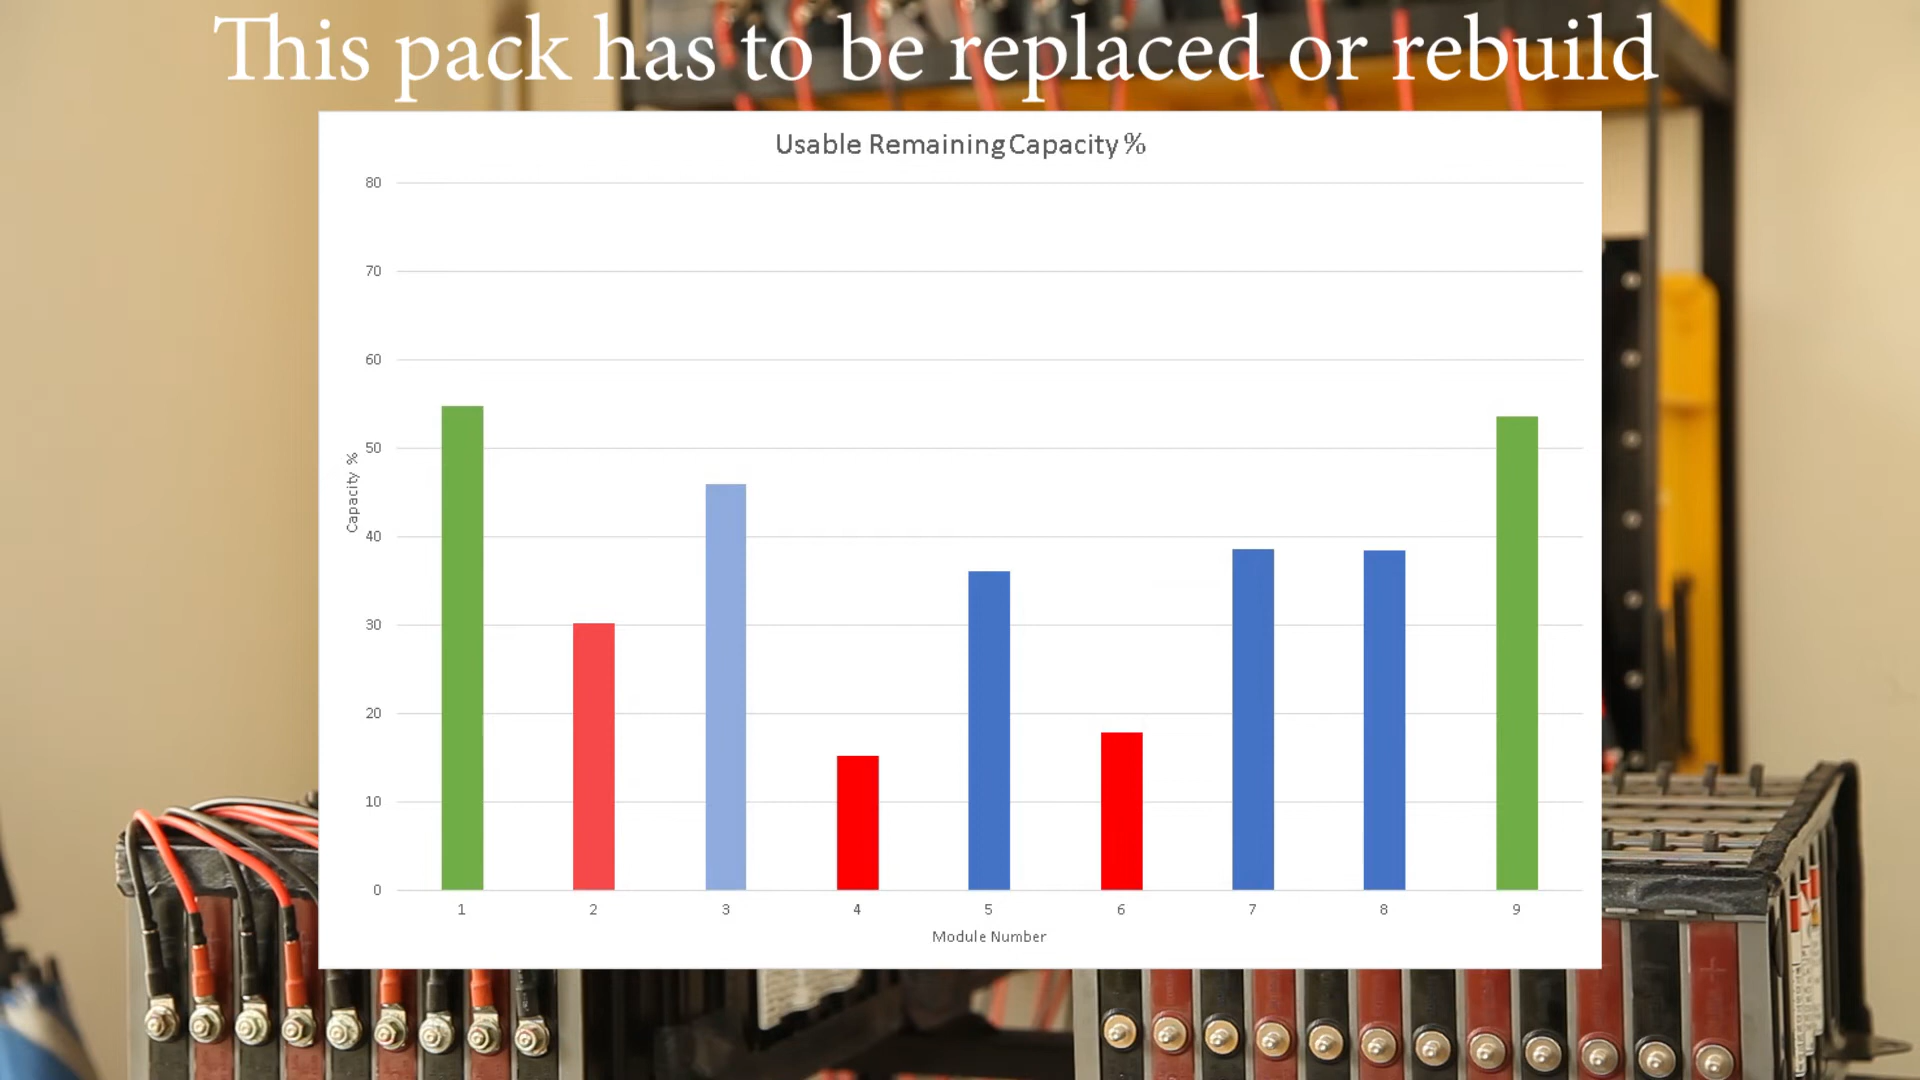 This pack has to be replaced or rebuild
Usable Remaining Capacity %
80
70
60
50
40
30
20
10
0
Capacity %
1 2 3 4 5 6 7 8 9
Module Number